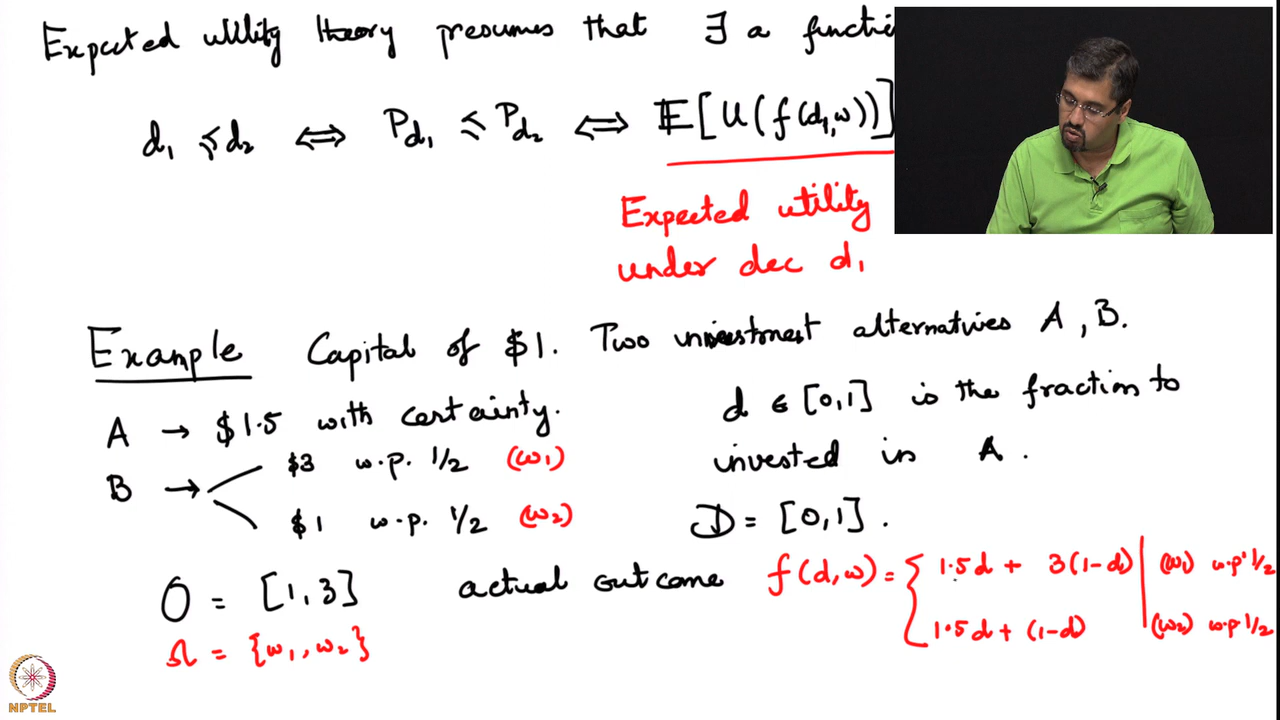 Expected utility theory presumes that ∃ a functi
d₁ ≼ d₂ ⇔ P_d₁ ≼ P_d₂ ⇔ 𝔼[U(f(d₁,ω))]
Expected utility
under dec d₁
Example Capital of $1. Two investment alternatives A, B.
A → $1.5 with certainty.
B → $3 w.p. 1/2 (ω₁)
$1 w.p. 1/2 (ω₂)
d ∈ [0,1] is the fraction to
invested in A.
D = [0,1].
O = [1,3] actual outcome f(d,ω) = { 1.5d + 3(1-d) | (ω₁) w.p. 1/2
1.5d + (1-d) | (ω₂) w.p. 1/2
Ω = {ω₁, ω₂}
NPTEL